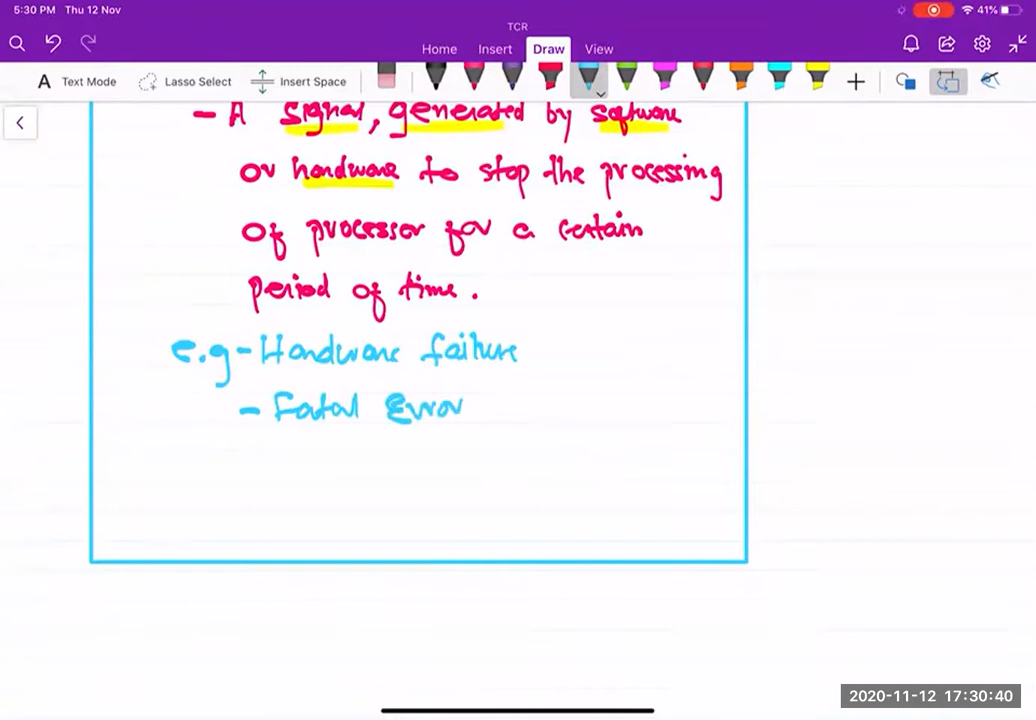 5:30 PM Thu 12 Nov
41%
TCR
Home Insert Draw View
A Text Mode Lasso Select Insert Space
- A signal, generated by software
or hardware to stop the processing
of processor for a certain
period of time.
e.g - Hardware failure
- Fatal Error
2020-11-12 17:30:40